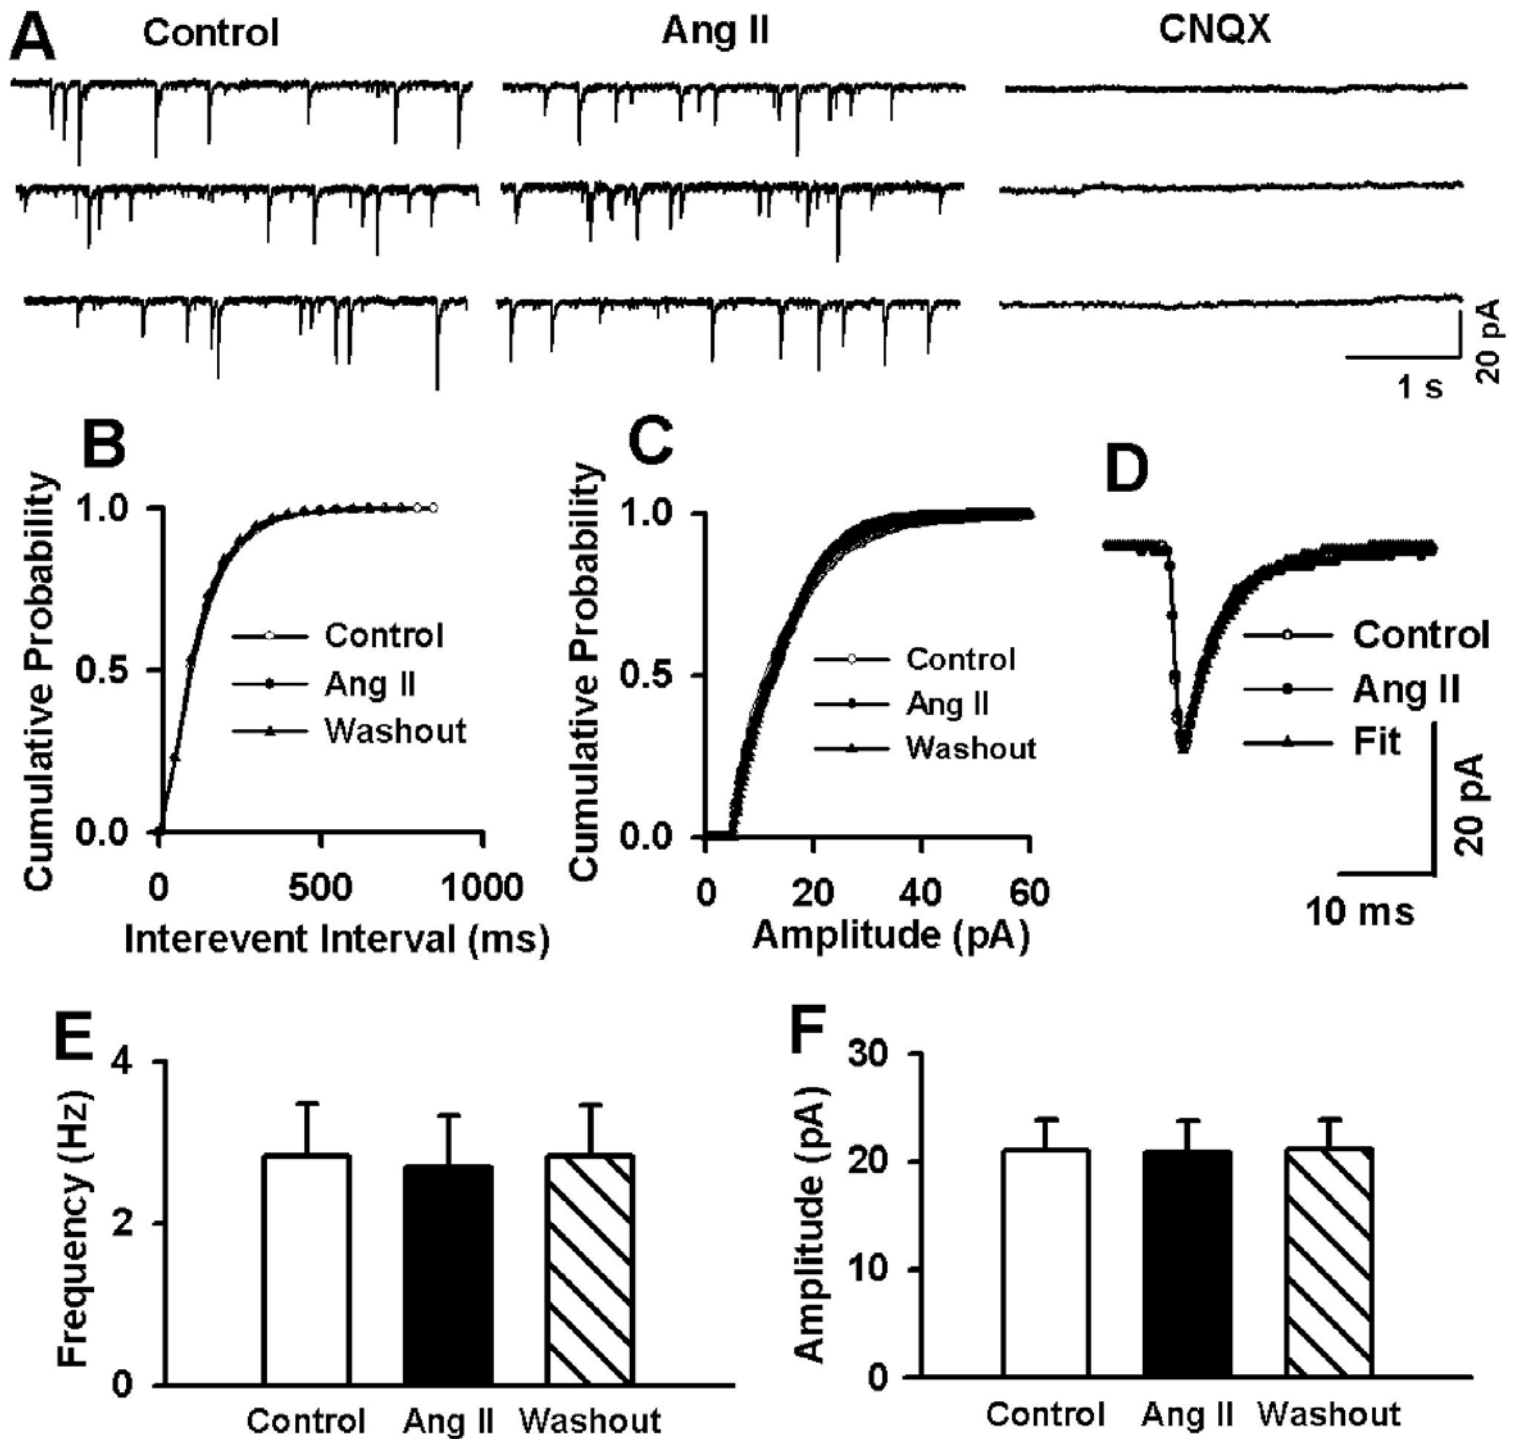 A
Control
Ang II
CNQX
20 pA
1 s
B
Cumulative Probability
1.0
0.5
0.0
Control
Ang II
Washout
0
500
1000
Interevent Interval (ms)
C
Cumulative Probability
1.0
0.5
0.0
Control
Ang II
Washout
0
20
40
60
Amplitude (pA)
D
Control
Ang II
Fit
20 pA
10 ms
E
Frequency (Hz)
4
2
0
Control
Ang II
Washout
F
Amplitude (pA)
30
20
10
0
Control
Ang II
Washout